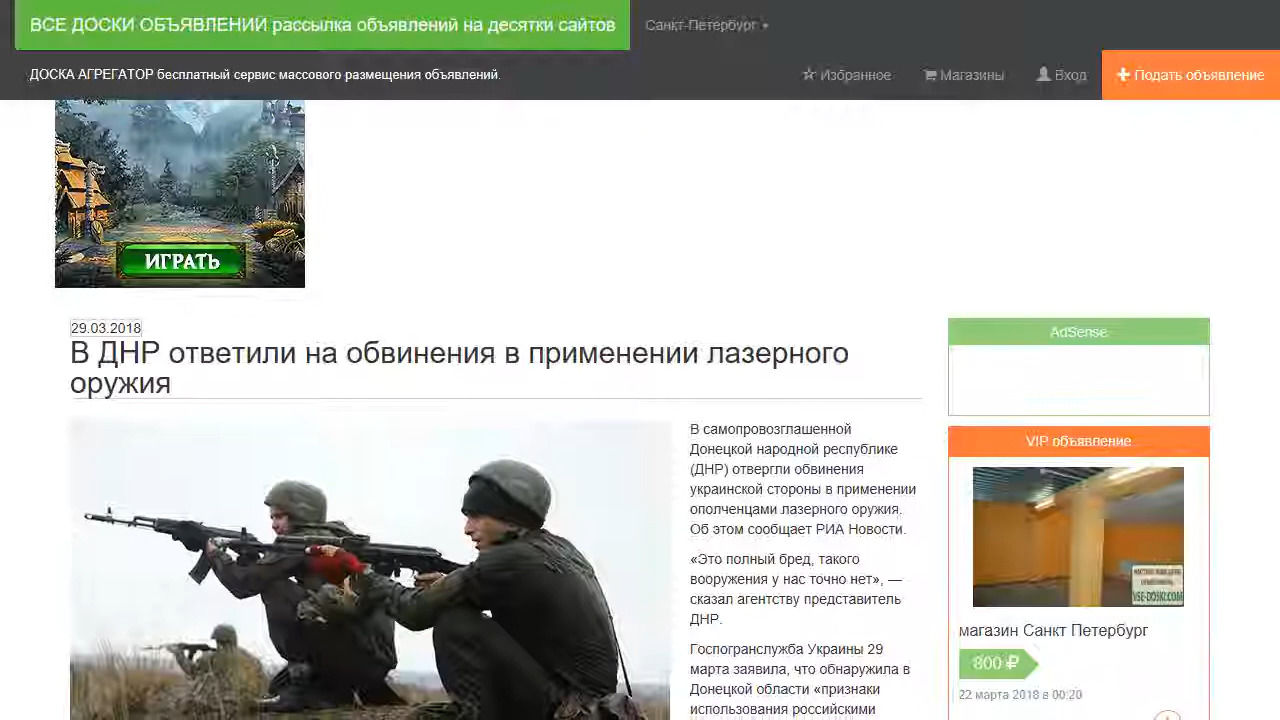 ВСЕ ДОСКИ ОБЪЯВЛЕНИИ рассылка объявлений на десятки сайтов
Санкт-Петербург
ДОСКА АГРЕГАТОР бесплатный сервис массового размещения объявлений.
Избранное
Магазины
Вход
Подать объявление
ИГРАТЬ
29.03.2018
В ДНР ответили на обвинения в применении лазерного
оружия
В самопровозглашенной
Донецкой народной республике
(ДНР) отвергли обвинения
украинской стороны в применении
ополченцами лазерного оружия.
Об этом сообщает РИА Новости.
«Это полный бред, такого
вооружения у нас точно нет», —
сказал агентству представитель
ДНР.
Госпогранслужба Украины 29
марта заявила, что обнаружила в
Донецкой области «признаки
использования российскими
AdSense
VIP объявление
VSE-DOSKI.COM
магазин Санкт Петербург
800 ₽
22 марта 2018 в 00:20